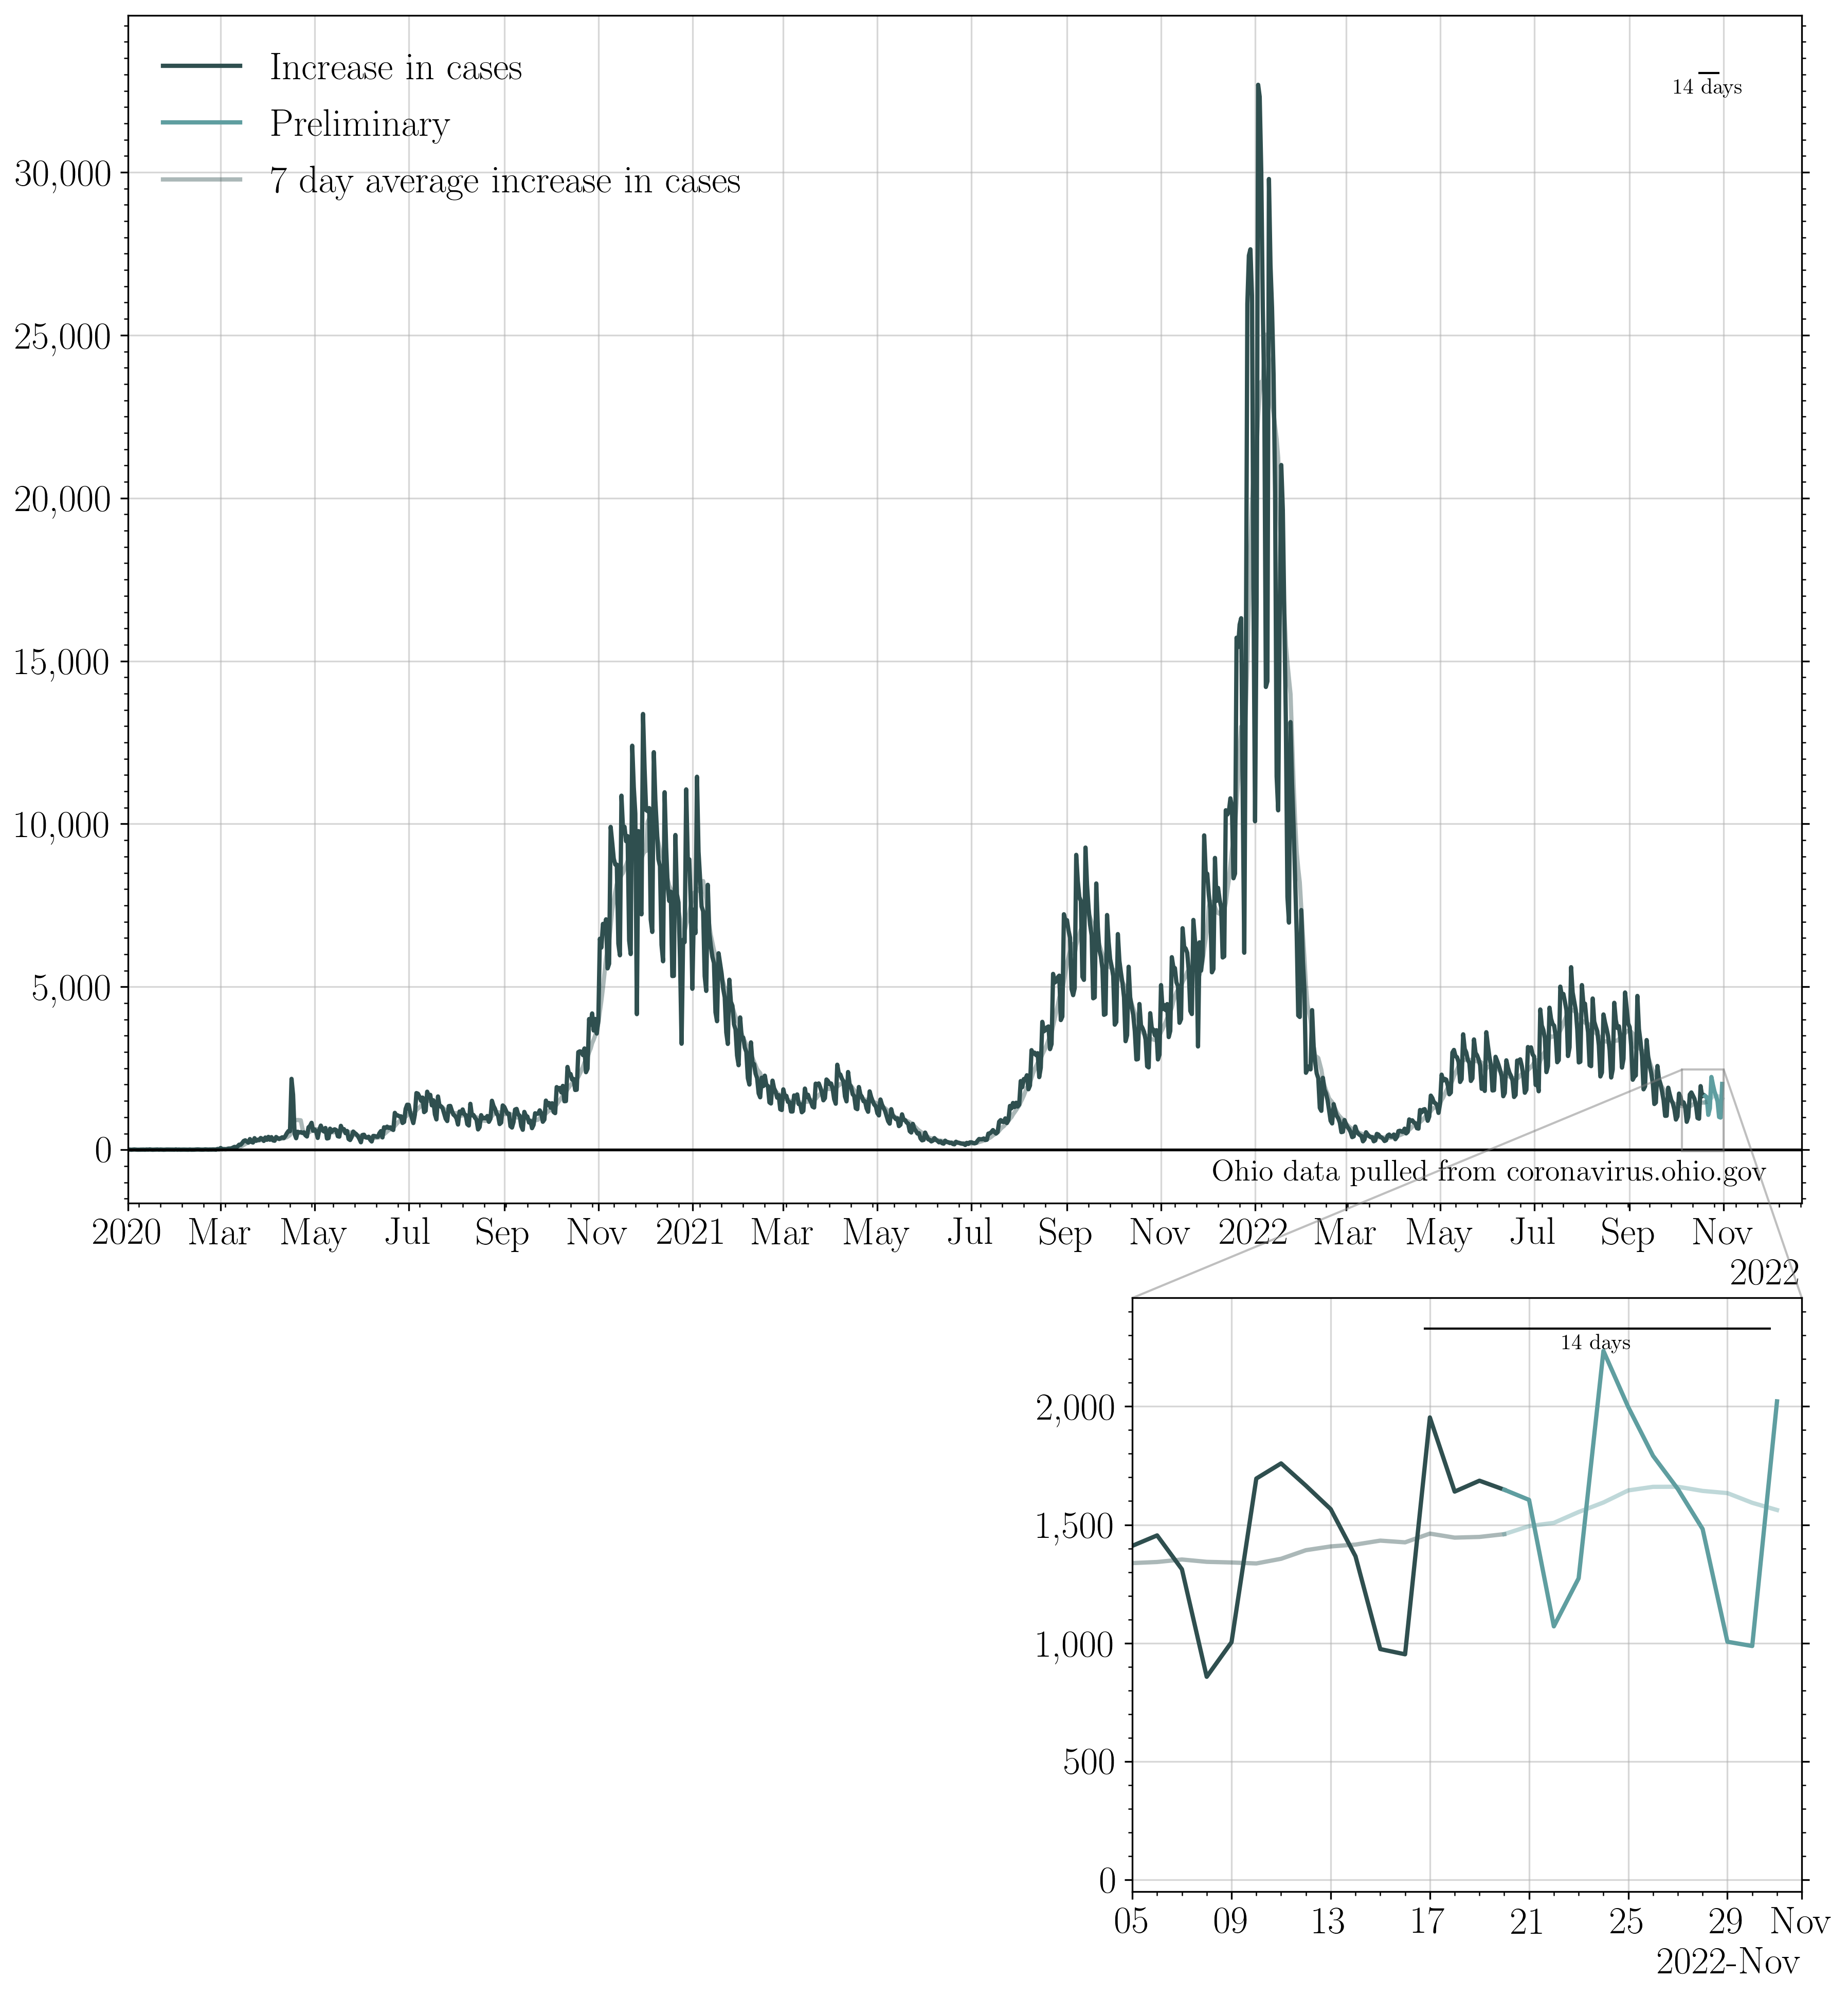 Increase in cases
Preliminary
7 day average increase in cases
14 days
30,000
25,000
20,000
15,000
10,000
5,000
0
Ohio data pulled from coronavirus.ohio.gov
2020 Mar May Jul Sep Nov 2021 Mar May Jul Sep Nov 2022 Mar May Jul Sep Nov
2022
14 days
2,000
1,500
1,000
500
0
05 09 13 17 21 25 29 Nov
2022-Nov